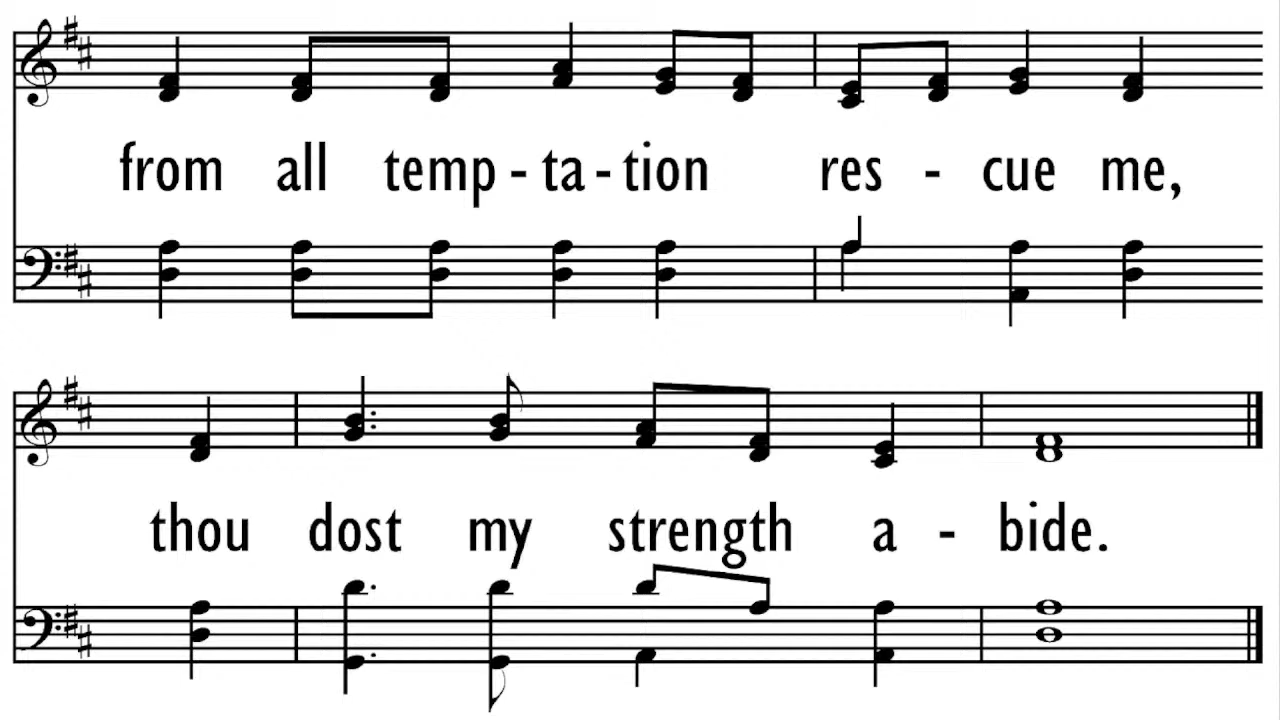 from all temp - ta - tion res - cue me,
thou dost my strength a - bide.